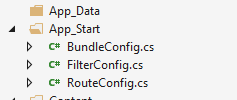 App_Data
App_Start
C# BundleConfig.cs
C# FilterConfig.cs
C# RouteConfig.cs